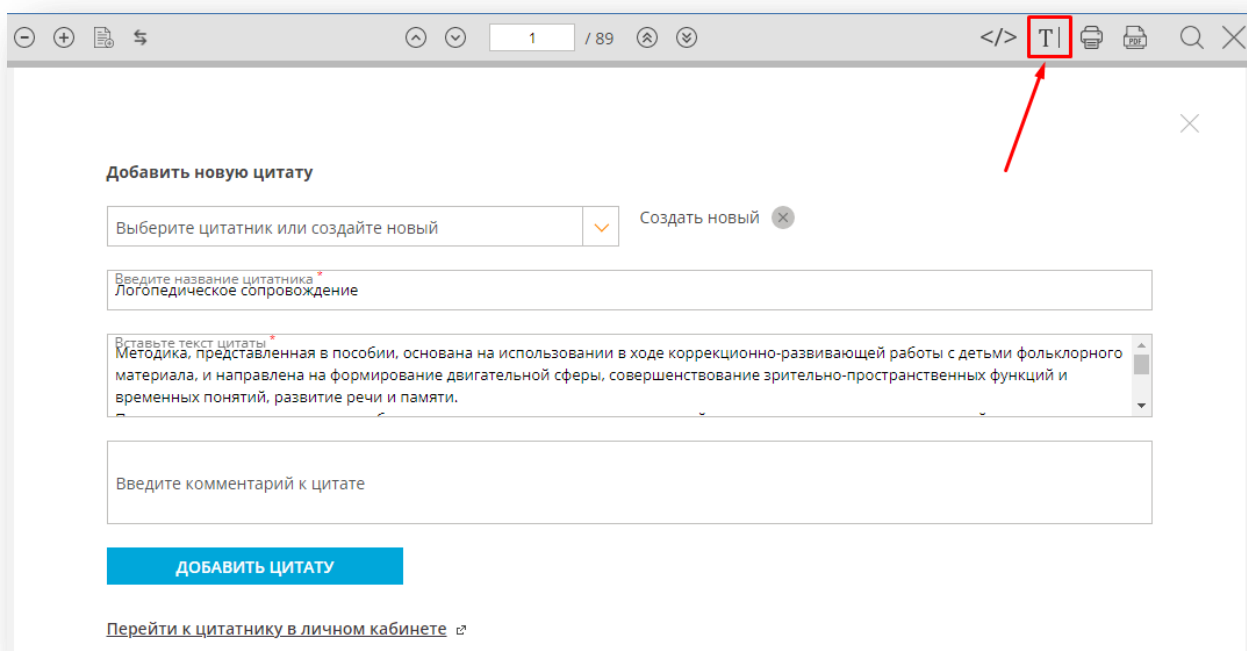 1 / 89 </> T| PDF
Добавить новую цитату
Выберите цитатник или создайте новый
Создать новый
Введите название цитатника *
Логопедическое сопровождение
Вставьте текст цитаты *
Методика, представленная в пособии, основана на использовании в ходе коррекционно-развивающей работы с детьми фольклорного
материала, и направлена на формирование двигательной сферы, совершенствование зрительно-пространственных функций и
временных понятий, развитие речи и памяти.
Введите комментарий к цитате
ДОБАВИТЬ ЦИТАТУ
Перейти к цитатнику в личном кабинете